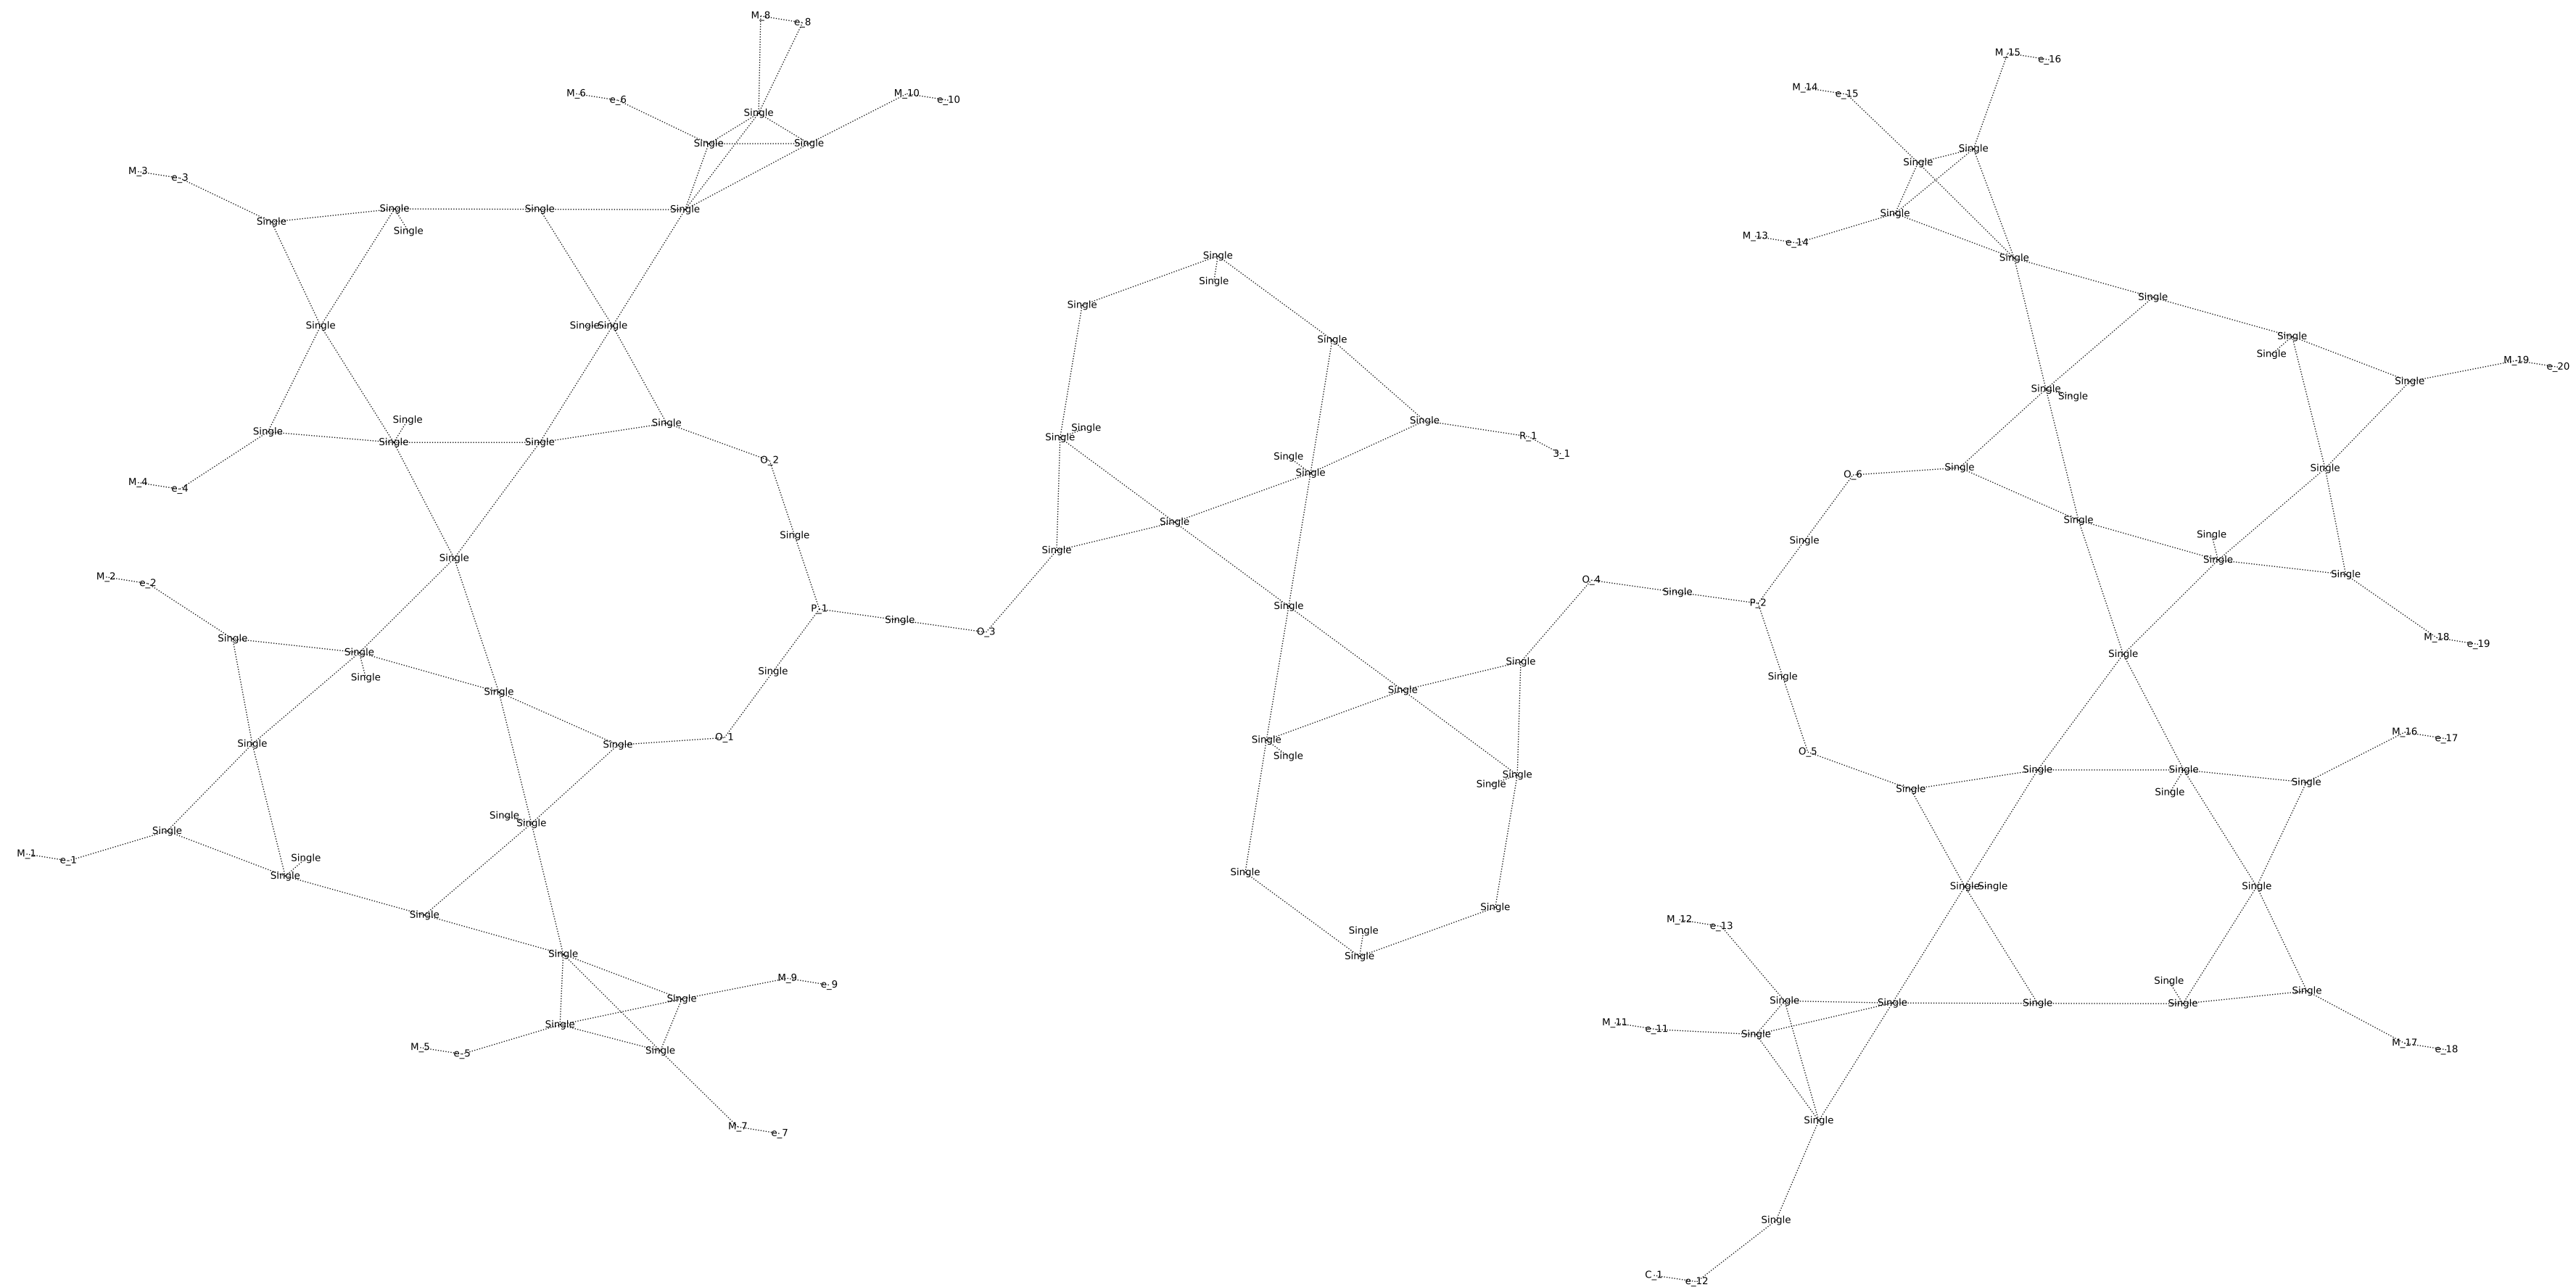 M_8 e_8
M_15 e_16
M_14 e_15
M_6 e_6 M_10 e_10
Single
Single Single
Single
Single
M_3 e_3
Single Single Single Single
Single
Single
M_13 e_14
Single
Single
Single
Single
Single
Single
Single Single Single
Single
Single
Single
M_19 e_20
Single
Single
Single
Single
Single
Single
Single
Single
R_1
3_1
Single
Single
Single Single
O_2
Single
Single
Single
Single
O_6
M_4 e_4
Single
Single
Single
Single
Single
Single
Single
Single
Single
M_2 e_2
Single
O_4
Single
P_2
P_1
Single
O_3
Single
Single
M_18 e_19
Single
Single
Single
Single
Single
Single
Single
Single
M_16 e_17
O_1
Single
Single
Single
Single
O_5
Single
Single
Single
Single
Single
Single
Single
Single
Single
Single
Single
M_1 e_1
Single
Single
Single
Single Single
Single
Single
Single
M_12 e_13
Single
Single
Single
M_9 e_9
Single
Single
Single
Single
Single
Single
Single
Single
M_11 e_11
Single
Single
M_5 e_5
Single
M_17 e_18
M_7 e_7
Single
Single
C_1 e_12